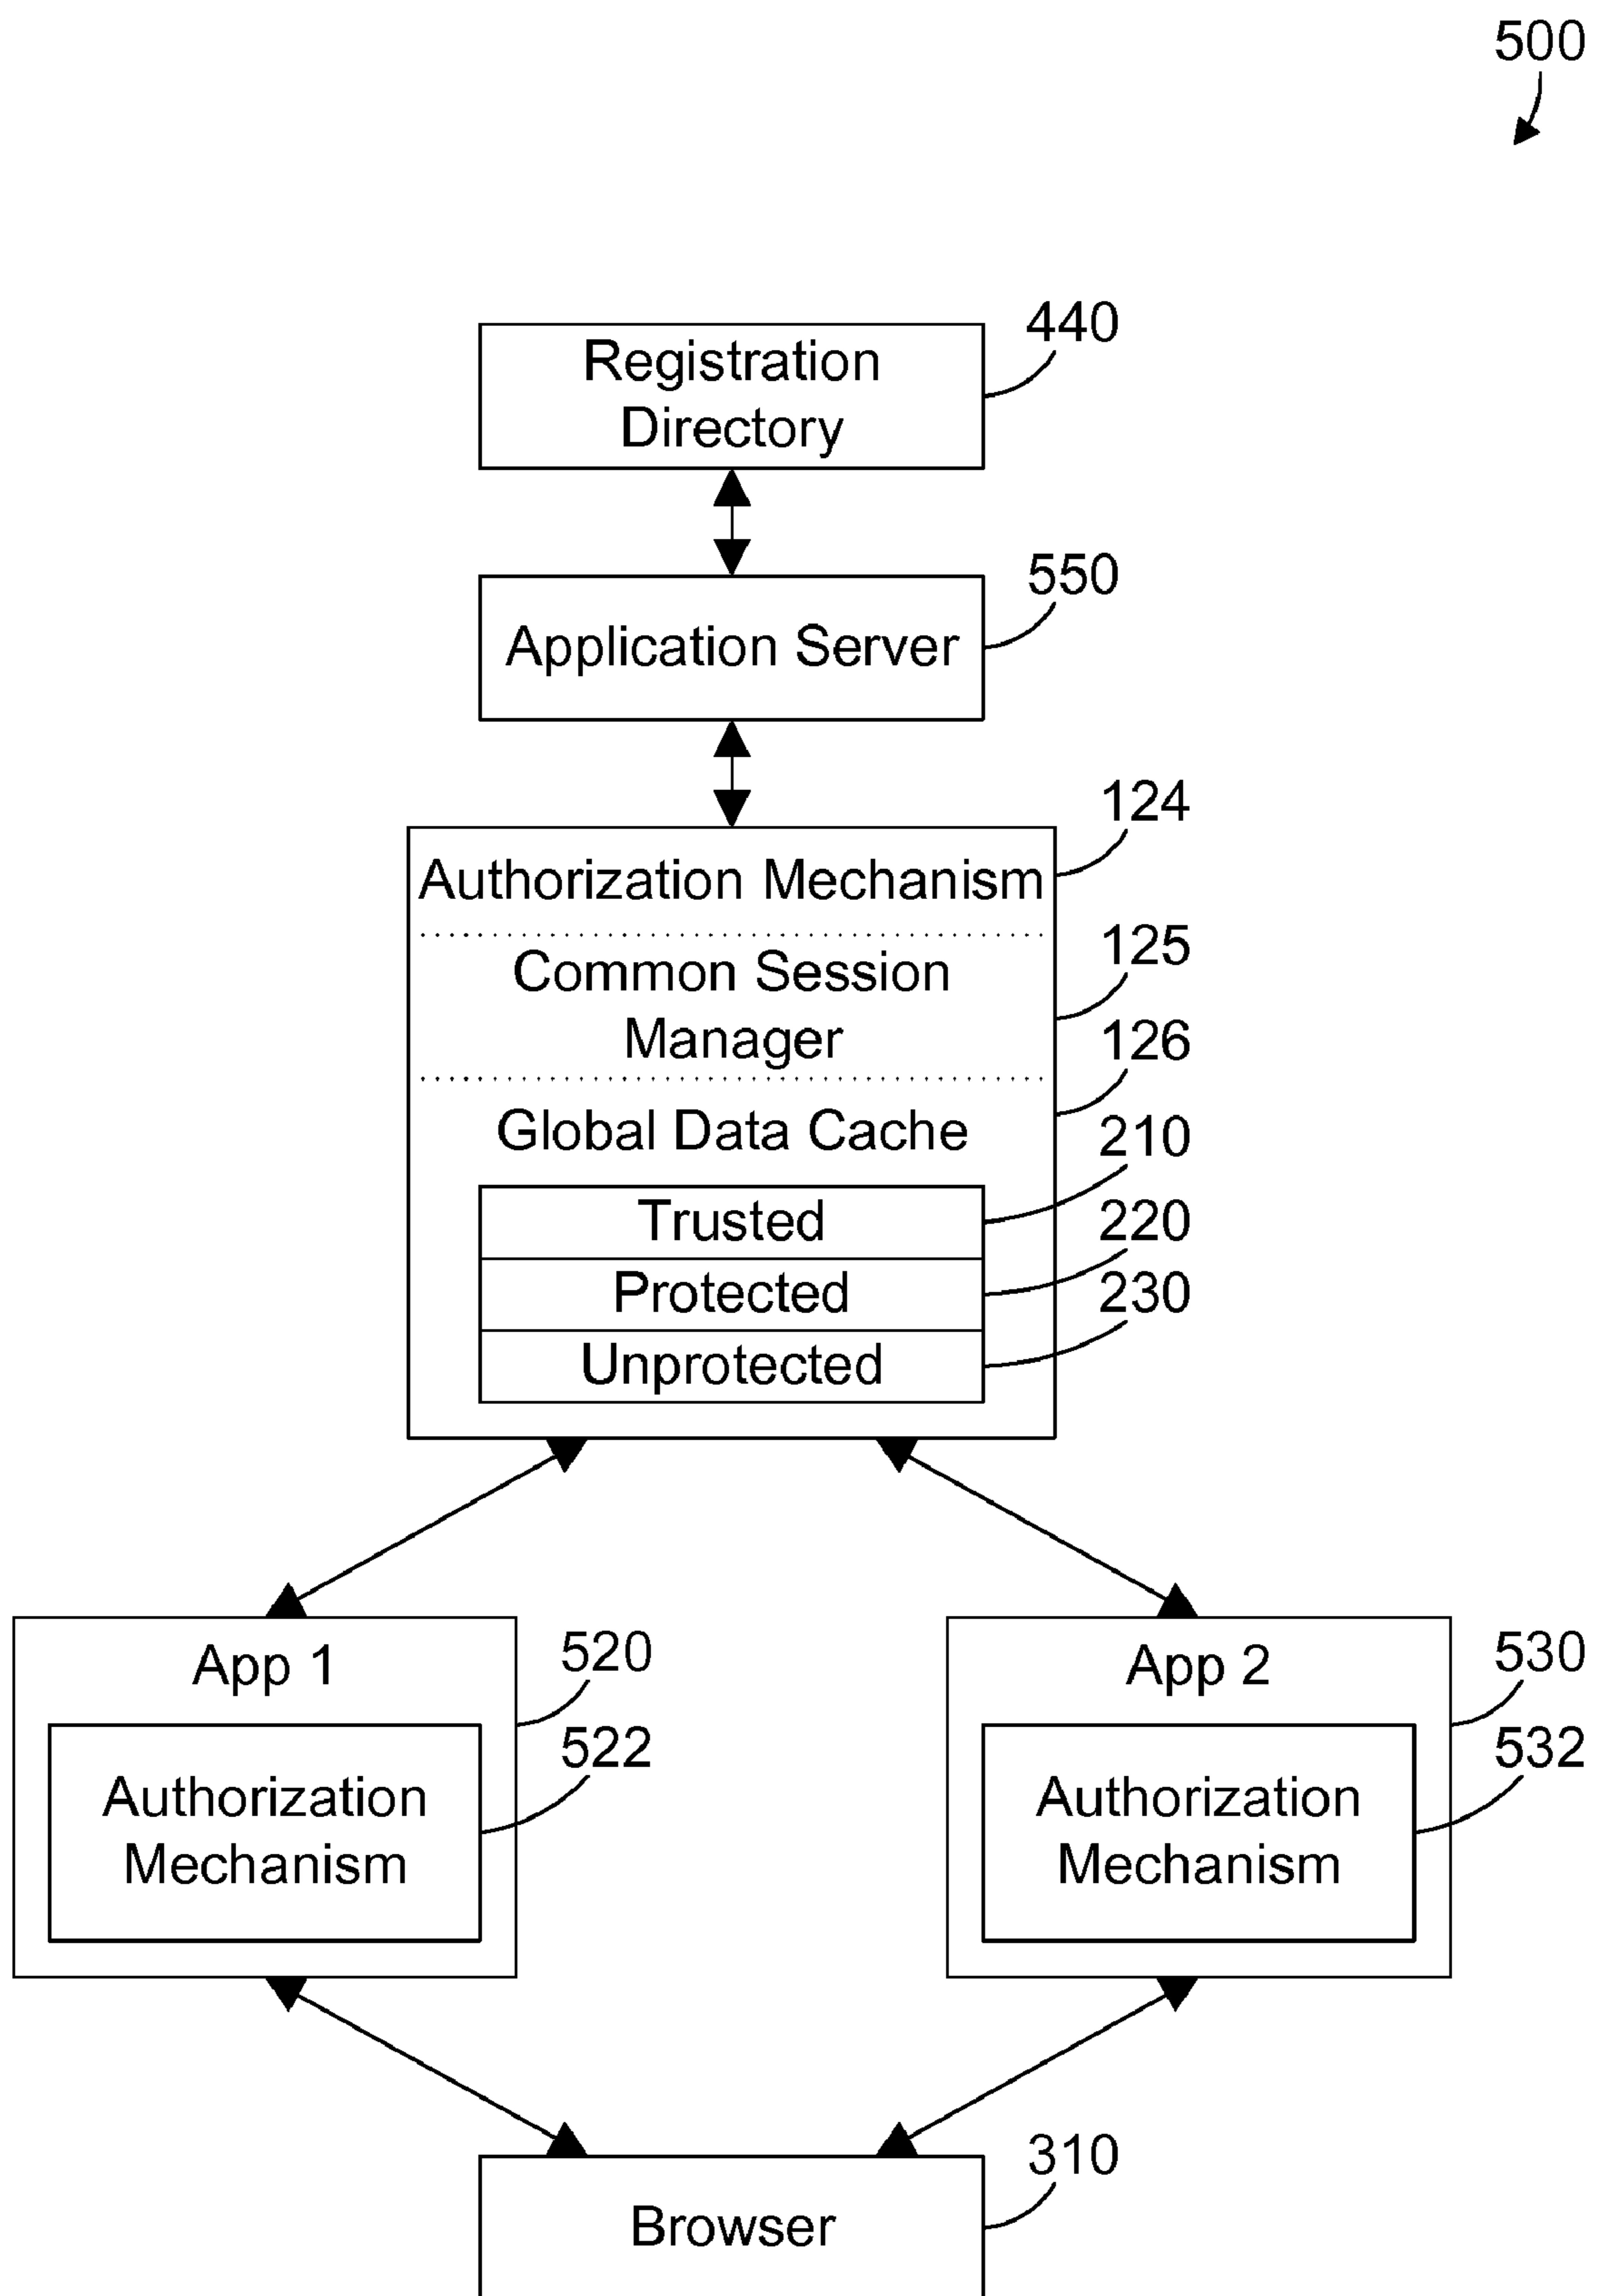 500
440
Registration
Directory
550
Application Server
124
Authorization Mechanism
125
Common Session
Manager
126
Global Data Cache
210
Trusted
220
Protected
230
Unprotected
App 1
520
522
Authorization
Mechanism
App 2
530
532
Authorization
Mechanism
310
Browser